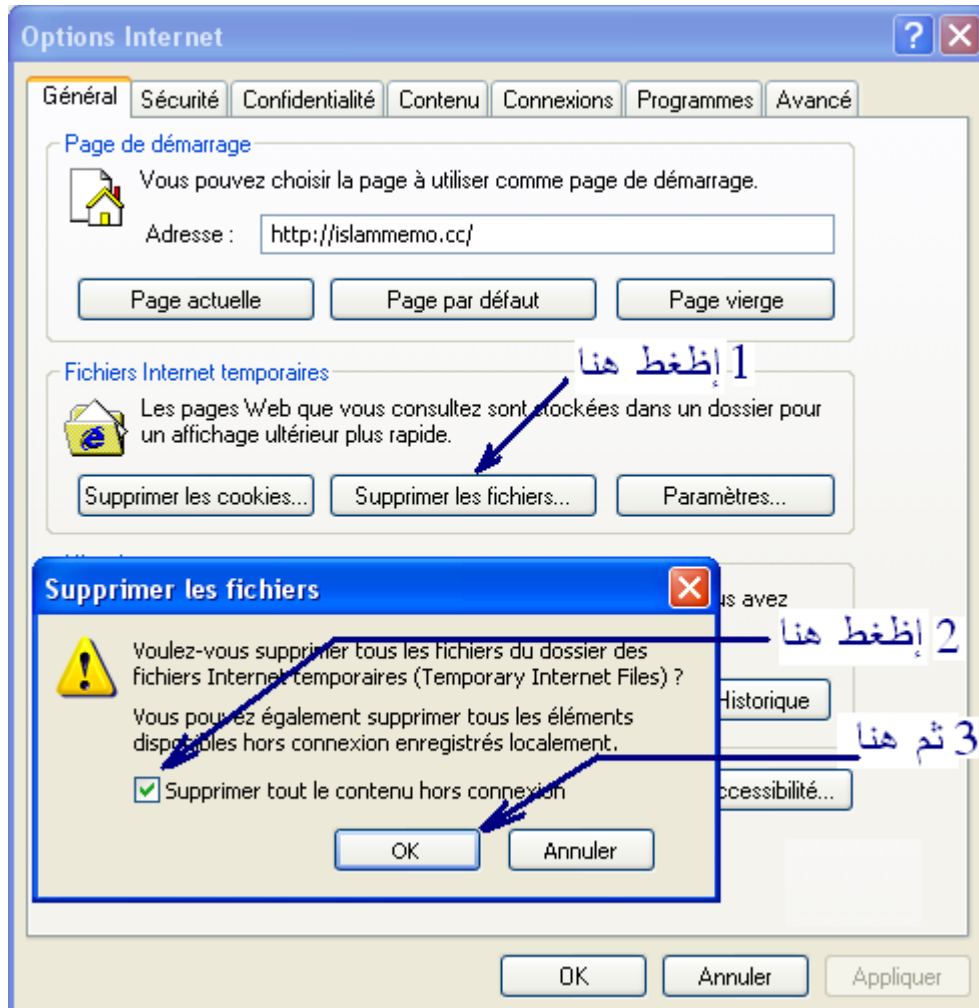 Options Internet
Général Sécurité Confidentialité Contenu Connexions Programmes Avancé
Page de démarrage
Vous pouvez choisir la page à utiliser comme page de démarrage.
Adresse : http://islammemo.cc/
Page actuelle Page par défaut Page vierge
1 إظغط هنا
Fichiers Internet temporaires
Les pages Web que vous consultez sont stockées dans un dossier pour
un affichage ultérieur plus rapide.
Supprimer les cookies... Supprimer les fichiers... Paramètres...
Supprimer les fichiers
avez
2 إظغط هنا
Voulez-vous supprimer tous les fichiers du dossier des
fichiers Internet temporaires (Temporary Internet Files) ?
Historique
Vous pouvez également supprimer tous les éléments
disponibles hors connexion enregistrés localement.
3 ثم هنا
Supprimer tout le contenu hors connexion
ccessibilité...
OK Annuler
OK Annuler Appliquer